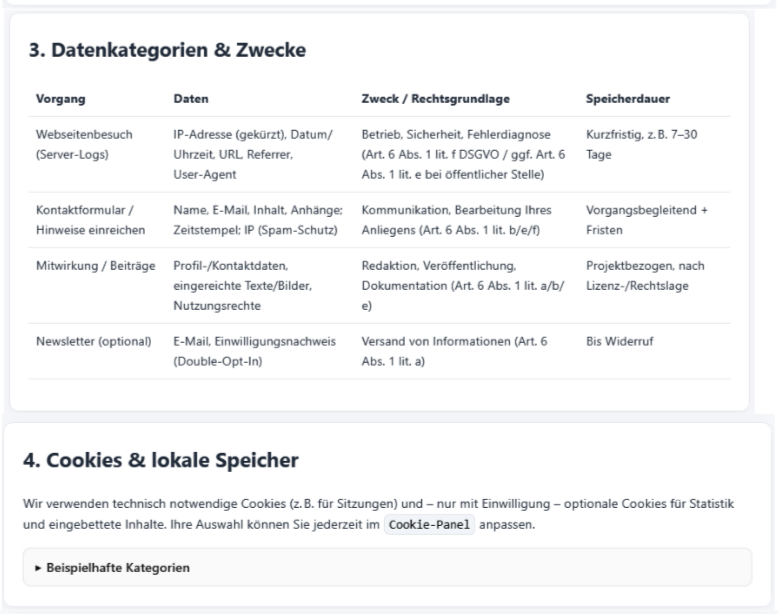 3. Datenkategorien & Zwecke
Vorgang Daten Zweck / Rechtsgrundlage Speicherdauer
Webseitenbesuch IP-Adresse (gekürzt), Datum/ Betrieb, Sicherheit, Fehlerdiagnose Kurzfristig, z. B. 7–30
(Server-Logs) Uhrzeit, URL, Referrer, (Art. 6 Abs. 1 lit. f DSGVO / ggf. Art. 6 Tage
User-Agent Abs. 1 lit. e bei öffentlicher Stelle)
Kontaktformular / Name, E-Mail, Inhalt, Anhänge; Kommunikation, Bearbeitung Ihres Vorgangsbegleitend +
Hinweise einreichen Zeitstempel; IP (Spam-Schutz) Anliegens (Art. 6 Abs. 1 lit. b/e/f) Fristen
Mitwirkung / Beiträge Profil-/Kontaktdaten, Redaktion, Veröffentlichung, Projektbezogen, nach
eingereichte Texte/Bilder, Dokumentation (Art. 6 Abs. 1 lit. a/b/ Lizenz-/Rechtslage
Nutzungsrechte e)
Newsletter (optional) E-Mail, Einwilligungsnachweis Versand von Informationen (Art. 6 Bis Widerruf
(Double-Opt-In) Abs. 1 lit. a)
4. Cookies & lokale Speicher
Wir verwenden technisch notwendige Cookies (z. B. für Sitzungen) und – nur mit Einwilligung – optionale Cookies für Statistik
und eingebettete Inhalte. Ihre Auswahl können Sie jederzeit im Cookie-Panel anpassen.
▸ Beispielhafte Kategorien